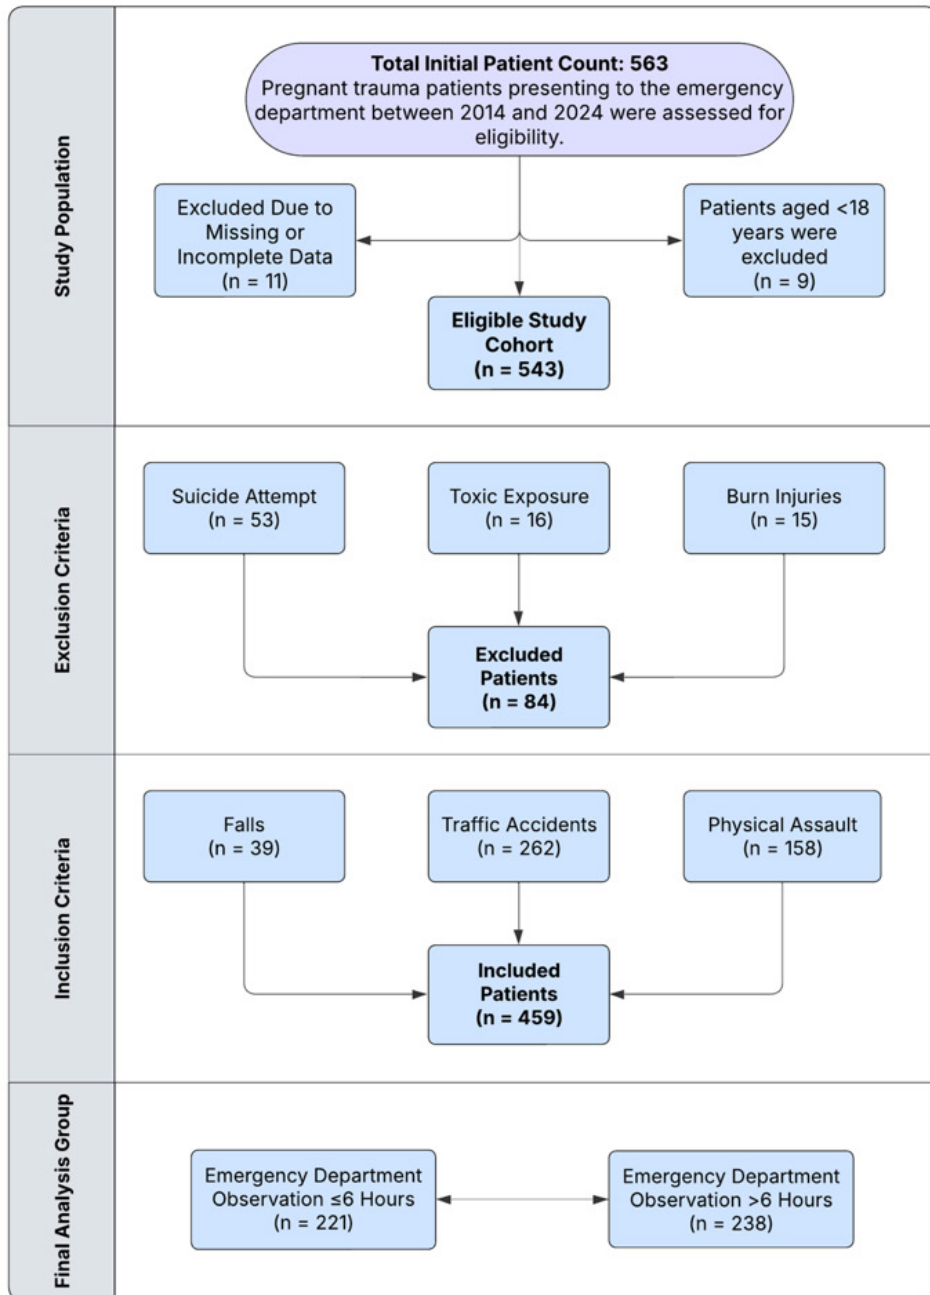 Study Population
Total Initial Patient Count: 563
Pregnant trauma patients presenting to the emergency
department between 2014 and 2024 were assessed for
eligibility.
Excluded Due to
Missing or
Incomplete Data
(n = 11)
Patients aged <18
years were
excluded
(n = 9)
Eligible Study
Cohort
(n = 543)
Exclusion Criteria
Suicide Attempt
(n = 53)
Toxic Exposure
(n = 16)
Burn Injuries
(n = 15)
Excluded
Patients
(n = 84)
Inclusion Criteria
Falls
(n = 39)
Traffic Accidents
(n = 262)
Physical Assault
(n = 158)
Included
Patients
(n = 459)
Final Analysis Group
Emergency Department
Observation ≤6 Hours
(n = 221)
Emergency Department
Observation >6 Hours
(n = 238)